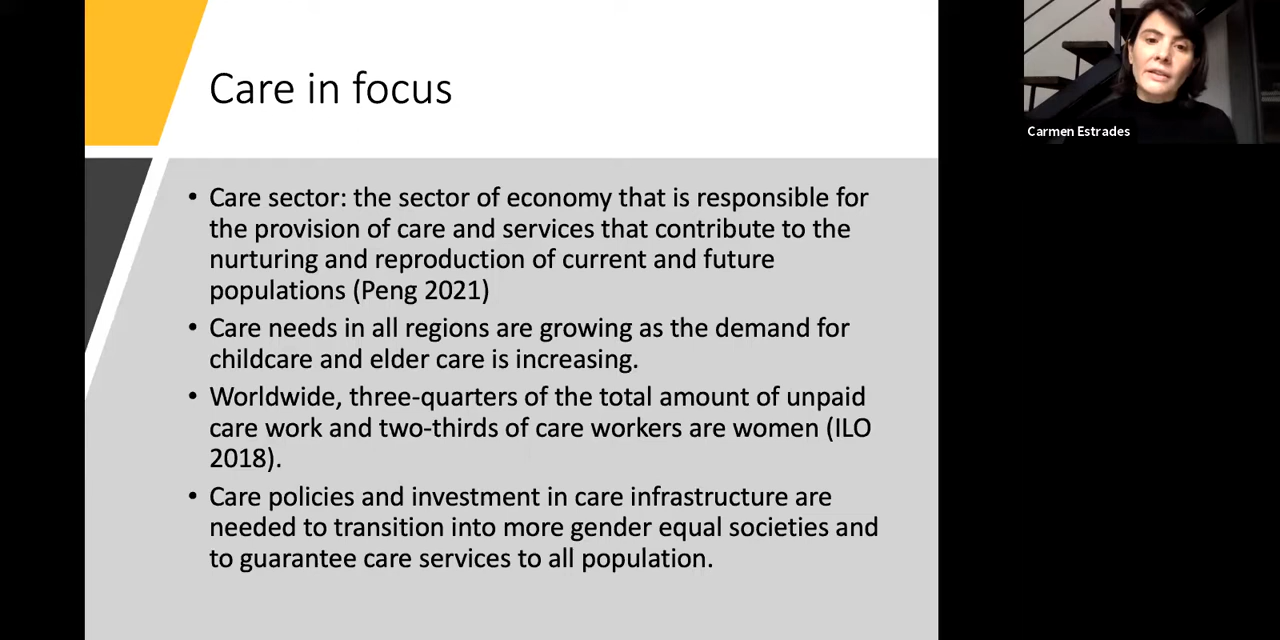 Care in focus
• Care sector: the sector of economy that is responsible for
the provision of care and services that contribute to the
nurturing and reproduction of current and future
populations (Peng 2021)
• Care needs in all regions are growing as the demand for
childcare and elder care is increasing.
• Worldwide, three-quarters of the total amount of unpaid
care work and two-thirds of care workers are women (ILO
2018).
• Care policies and investment in care infrastructure are
needed to transition into more gender equal societies and
to guarantee care services to all population.
Carmen Estrades